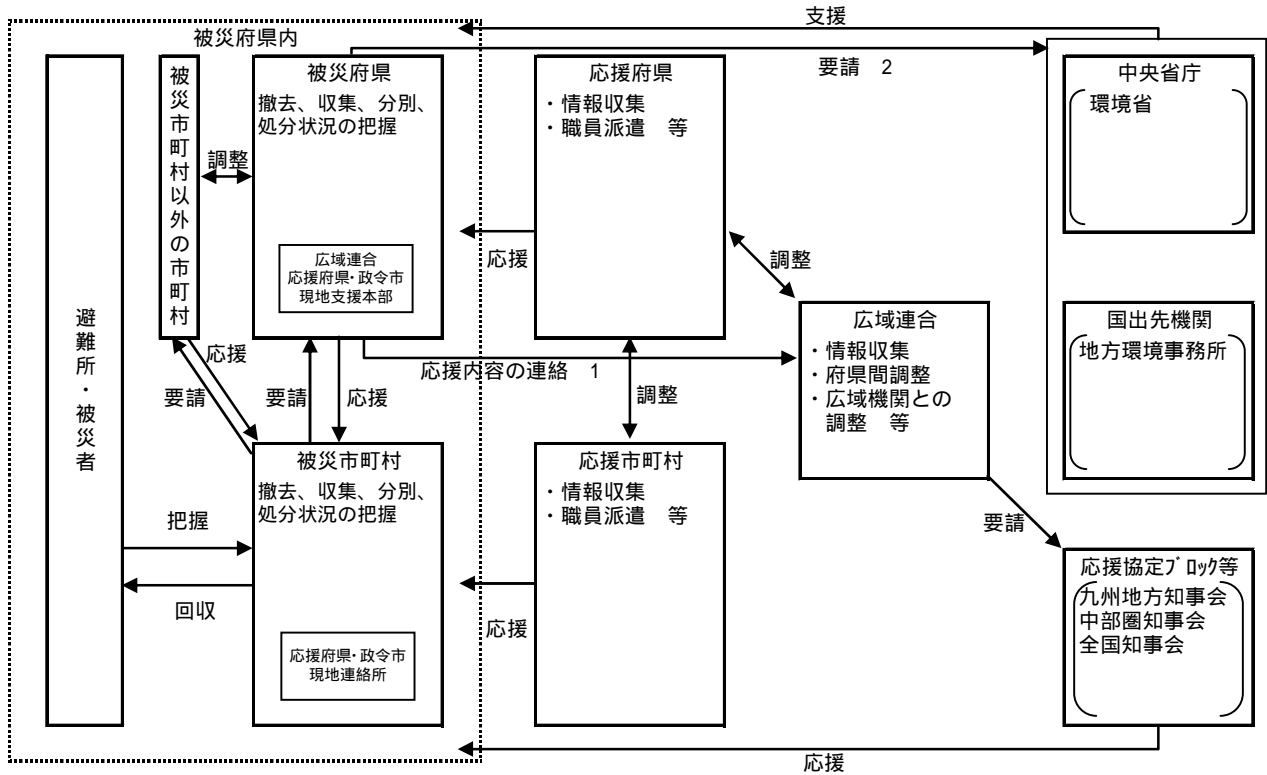 支援
被災府県内
要請 2
被災市町村以外の市町村
調整
被災府県
撤去、収集、分別、
処分状況の把握
広域連合
応援府県・政令市
現地支援本部
応援府県
・情報収集
・職員派遣 等
応援
調整
中央省庁
環境省
国出先機関
地方環境事務所
広域連合
・情報収集
・府県間調整
・広域機関との
調整 等
避難所・被災者
応援
要請
要請
応援
応援内容の連絡 1
調整
被災市町村
撤去、収集、分別、
処分状況の把握
応援府県・政令市
現地連絡所
把握
回収
応援市町村
・情報収集
・職員派遣 等
応援
要請
応援協定ブロック等
九州地方知事会
中部圏知事会
全国知事会
応援